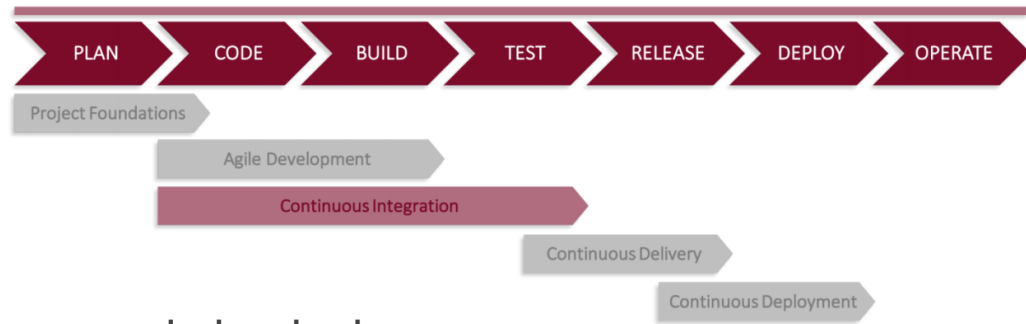 PLAN CODE BUILD TEST RELEASE DEPLOY OPERATE
Project Foundations
Agile Development
Continuous Integration
Continuous Delivery
Continuous Deployment